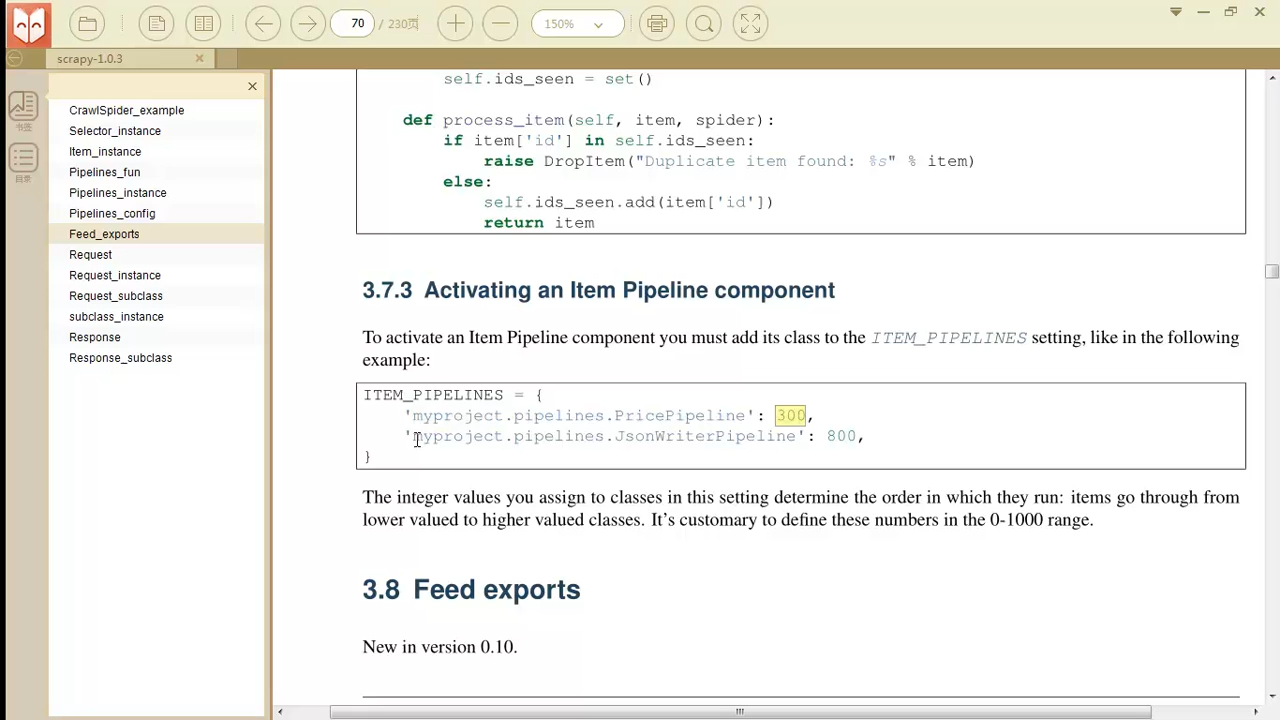 70 / 230页
150%
scrapy-1.0.3
书签
目录
CrawlSpider_example
Selector_instance
Item_instance
Pipelines_fun
Pipelines_instance
Pipelines_config
Feed_exports
Request
Request_instance
Request_subclass
subclass_instance
Response
Response_subclass
self.ids_seen = set()
def process_item(self, item, spider):
if item['id'] in self.ids_seen:
raise DropItem("Duplicate item found: %s" % item)
else:
self.ids_seen.add(item['id'])
return item
3.7.3 Activating an Item Pipeline component
To activate an Item Pipeline component you must add its class to the ITEM_PIPELINES setting, like in the following
example:
ITEM_PIPELINES = {
'myproject.pipelines.PricePipeline': 300,
'myproject.pipelines.JsonWriterPipeline': 800,
}
The integer values you assign to classes in this setting determine the order in which they run: items go through from
lower valued to higher valued classes. It's customary to define these numbers in the 0-1000 range.
3.8 Feed exports
New in version 0.10.